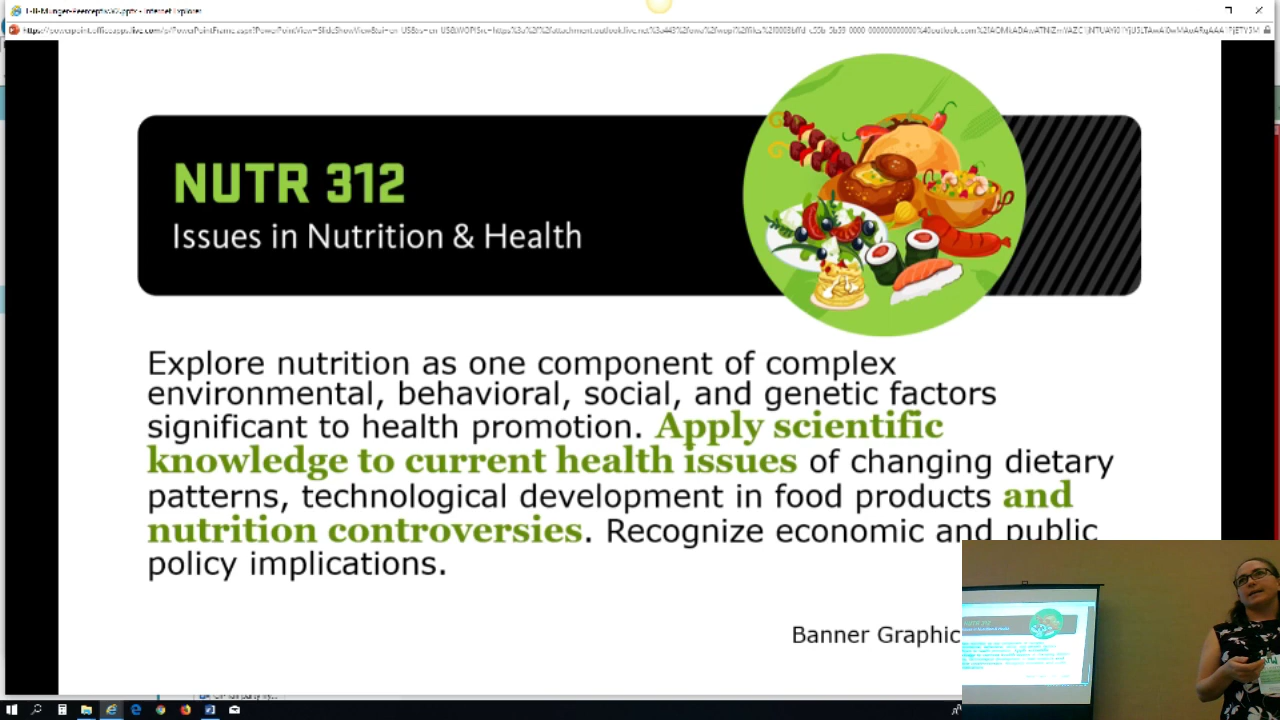 NUTR 312
Issues in Nutrition & Health
Explore nutrition as one component of complex
environmental, behavioral, social, and genetic factors
significant to health promotion. Apply scientific
knowledge to current health issues of changing dietary
patterns, technological development in food products and
nutrition controversies. Recognize economic and public
policy implications.
Banner Graphic
NUTR 312